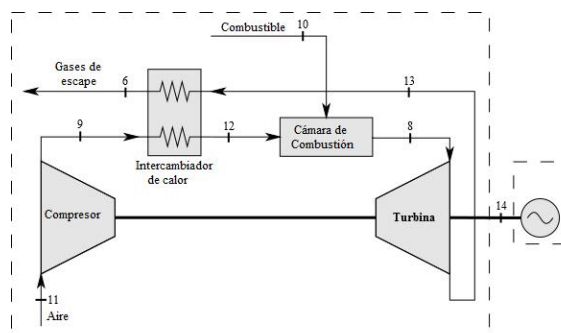 Combustible
10
Gases de
escape
6
13
9
12
Cámara de
Combustión
8
Intercambiador
de calor
Compresor
Turbina
14
11
Aire